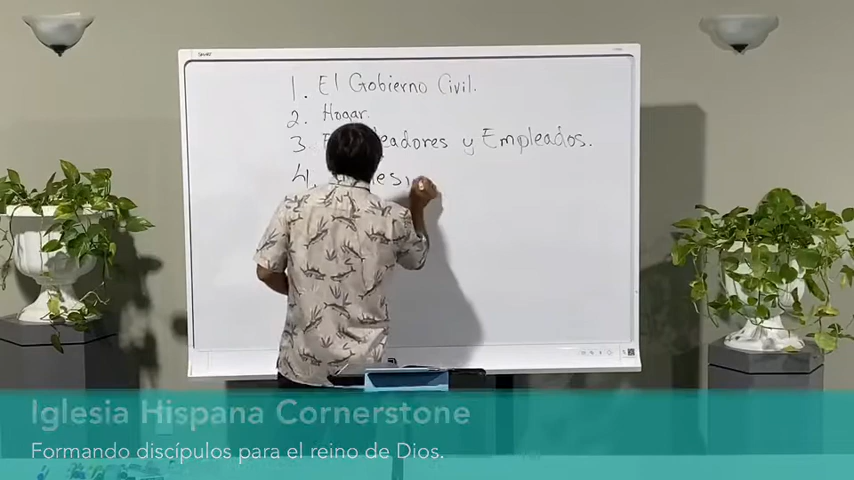 1. El Gobierno Civil.
2. Hogar.
3. y Empleados.
4.
Iglesia Hispana Cornerstone
Formando discípulos para el reino de Dios.